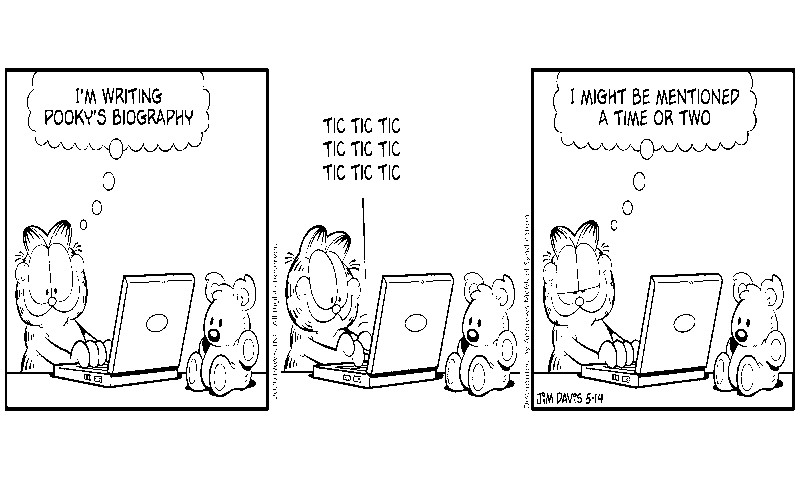 I'M WRITING
POOKY'S BIOGRAPHY
TIC TIC TIC
TIC TIC TIC
TIC TIC TIC
I MIGHT BE MENTIONED
A TIME OR TWO
JIM DAVIS 5-14